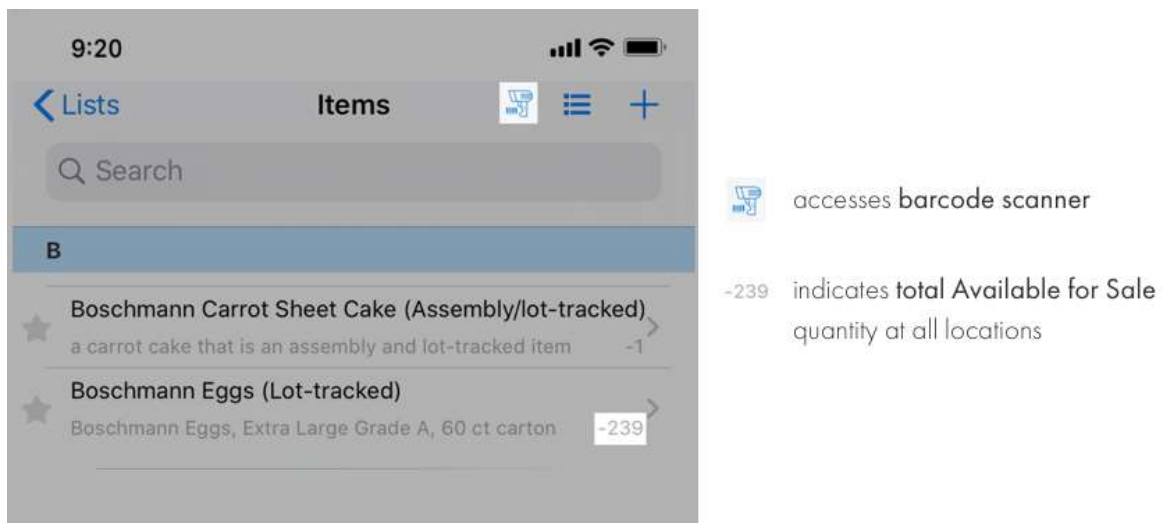 9:20
Lists
Items
Search
B
Boschmann Carrot Sheet Cake (Assembly/lot-tracked)
a carrot cake that is an assembly and lot-tracked item -1
Boschmann Eggs (Lot-tracked)
Boschmann Eggs, Extra Large Grade A, 60 ct carton -239
accesses barcode scanner
-239 indicates total Available for Sale
quantity at all locations